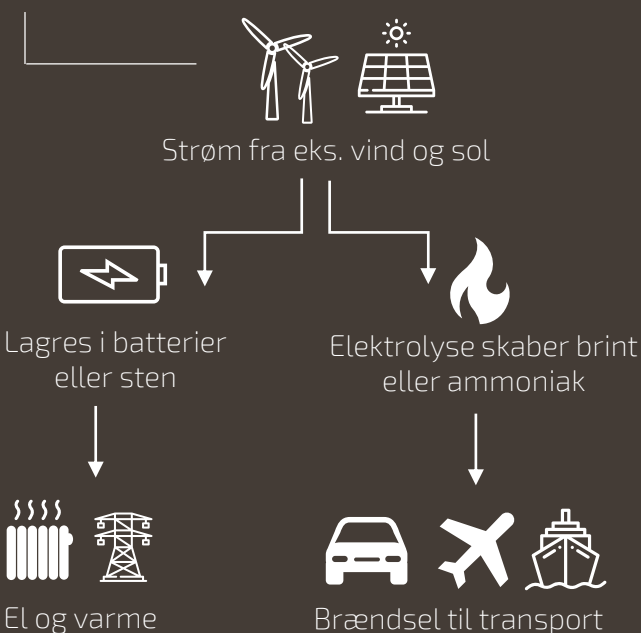 Strøm fra eks. vind og sol
Lagres i batterier
eller sten
Elektrolyse skaber brint
eller ammoniak
El og varme
Brændsel til transport